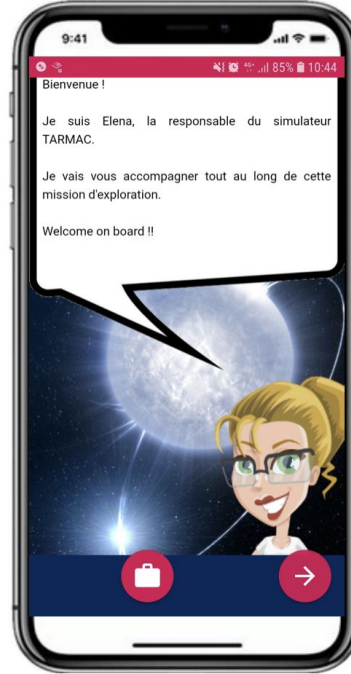 9:41
4G+ 85% 10:44
Bienvenue !
Je suis Elena, la responsable du simulateur
TARMAC.
Je vais vous accompagner tout au long de cette
mission d'exploration.
Welcome on board !!